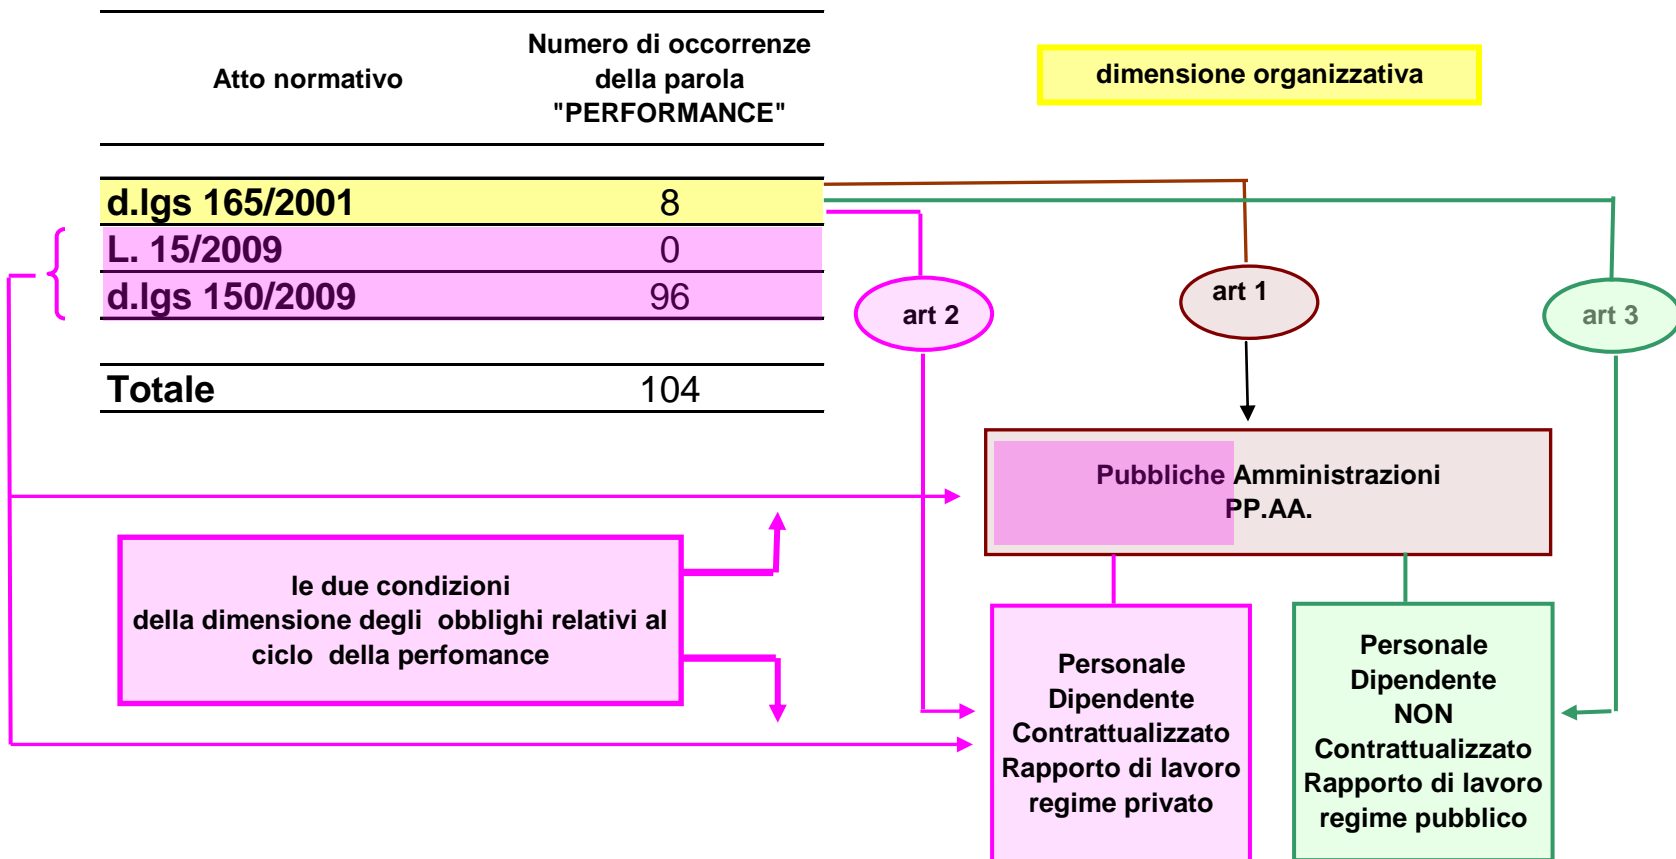 Atto normativo
Numero di occorrenze
della parola
"PERFORMANCE"
dimensione organizzativa
d.lgs 165/2001 8
L. 15/2009 0
d.lgs 150/2009 96
Totale 104
art 2
art 1
art 3
Pubbliche Amministrazioni
PP.AA.
le due condizioni
della dimensione degli obblighi relativi al
ciclo della perfomance
Personale
Dipendente
Contrattualizzato
Rapporto di lavoro
regime privato
Personale
Dipendente
NON
Contrattualizzato
Rapporto di lavoro
regime pubblico